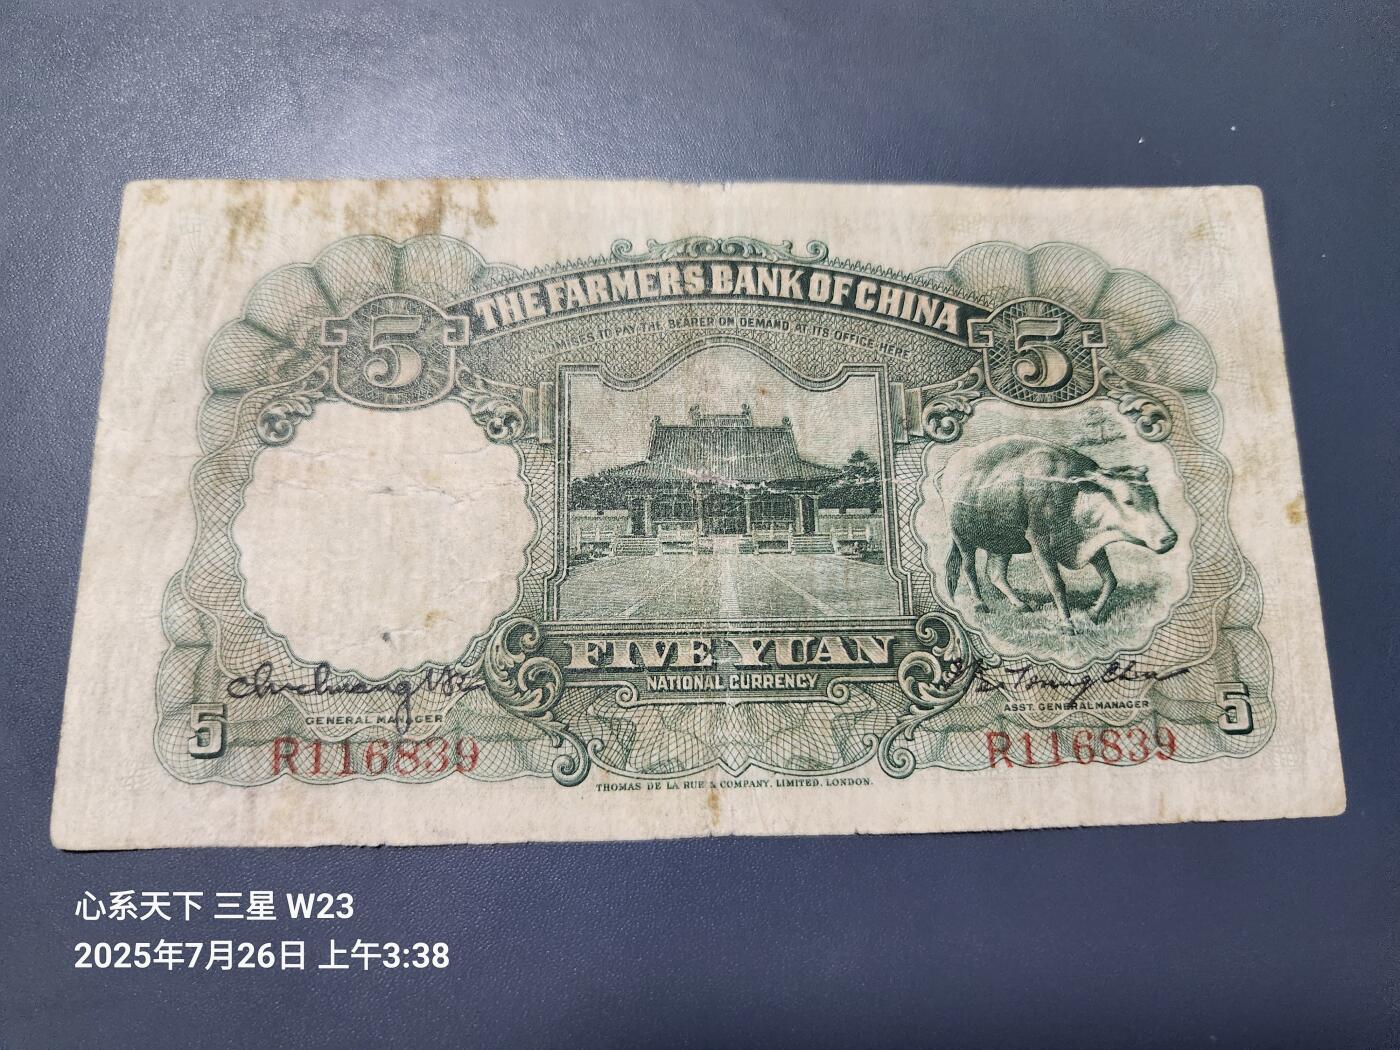 THE FARMERS BANK OF CHINA
PROMISES TO PAY THE BEARER ON DEMAND AT ITS OFFICE HERE
5 5
FIVE YUAN
NATIONAL CURRENCY
GENERAL MANAGER
ASST. GENERAL MANAGER
5 5
R116839 R116839
THOMAS DE LA RUE & COMPANY, LIMITED, LONDON.
心系天下 三星 W23
2025年7月26日 上午3:38